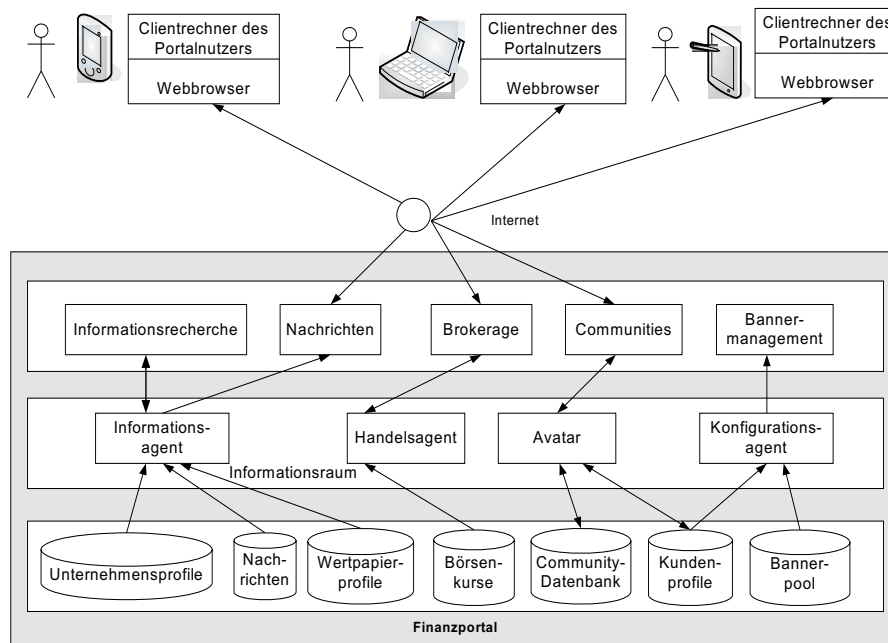 Clientrechner des
Portalnutzers
Webbrowser
Clientrechner des
Portalnutzers
Webbrowser
Clientrechner des
Portalnutzers
Webbrowser
Internet
Informationsrecherche
Nachrichten
Brokerage
Communities
Banner-
management
Informations-
agent
Handelsagent
Avatar
Konfigurations-
agent
Informationsraum
Unternehmensprofile
Nach-
richten
Wertpapier-
profile
Börsen-
kurse
Community-
Datenbank
Kunden-
profile
Banner-
pool
Finanzportal